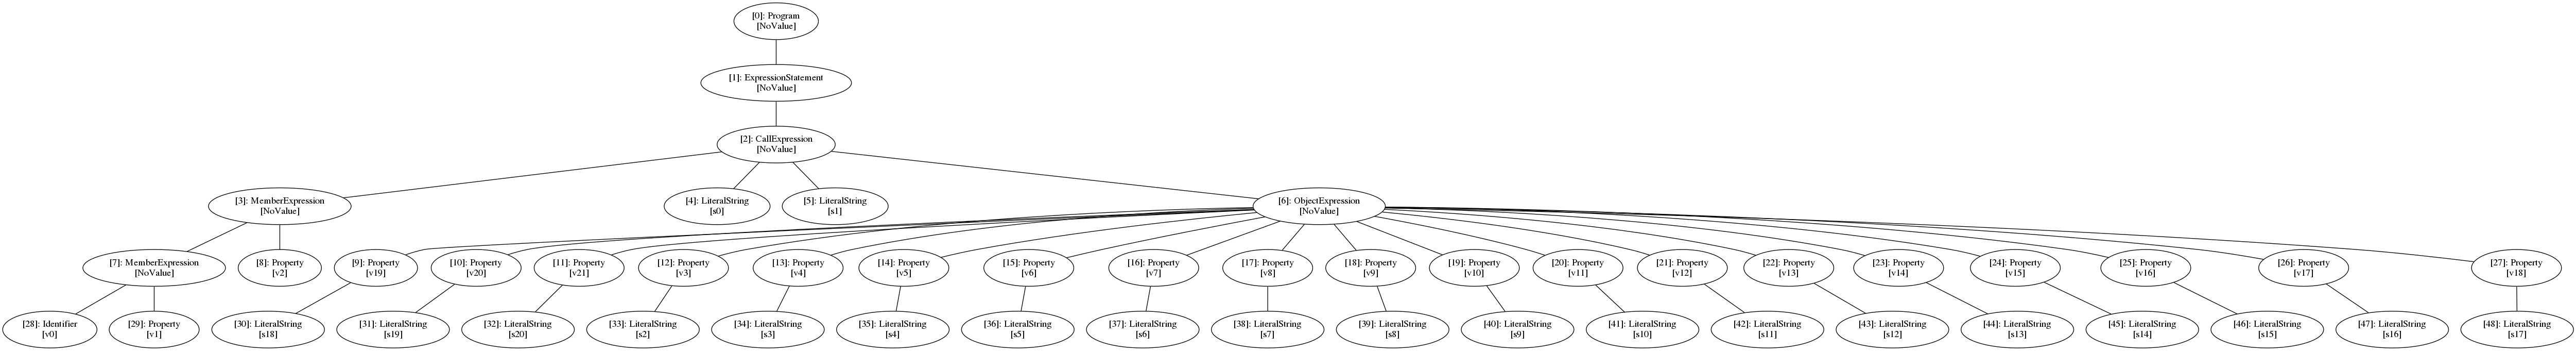 [0]: Program
[NoValue]
[1]: ExpressionStatement
[NoValue]
[2]: CallExpression
[NoValue]
[3]: MemberExpression
[NoValue]
[4]: LiteralString
[s0]
[5]: LiteralString
[s1]
[6]: ObjectExpression
[NoValue]
[7]: MemberExpression
[NoValue]
[8]: Property
[v2]
[9]: Property
[v19]
[10]: Property
[v20]
[11]: Property
[v21]
[12]: Property
[v3]
[13]: Property
[v4]
[14]: Property
[v5]
[15]: Property
[v6]
[16]: Property
[v7]
[17]: Property
[v8]
[18]: Property
[v9]
[19]: Property
[v10]
[20]: Property
[v11]
[21]: Property
[v12]
[22]: Property
[v13]
[23]: Property
[v14]
[24]: Property
[v15]
[25]: Property
[v16]
[26]: Property
[v17]
[27]: Property
[v18]
[28]: Identifier
[v0]
[29]: Property
[v1]
[30]: LiteralString
[s18]
[31]: LiteralString
[s19]
[32]: LiteralString
[s20]
[33]: LiteralString
[s2]
[34]: LiteralString
[s3]
[35]: LiteralString
[s4]
[36]: LiteralString
[s5]
[37]: LiteralString
[s6]
[38]: LiteralString
[s7]
[39]: LiteralString
[s8]
[40]: LiteralString
[s9]
[41]: LiteralString
[s10]
[42]: LiteralString
[s11]
[43]: LiteralString
[s12]
[44]: LiteralString
[s13]
[45]: LiteralString
[s14]
[46]: LiteralString
[s15]
[47]: LiteralString
[s16]
[48]: LiteralString
[s17]